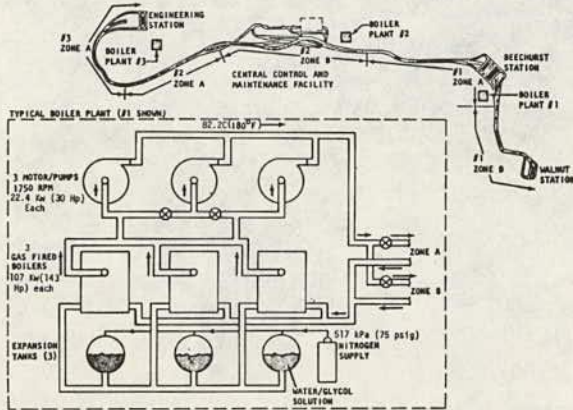 ENGINEERING
STATION
#3
ZONE A
BOILER
PLANT #3
#2
ZONE A
CENTRAL CONTROL AND
MAINTENANCE FACILITY
#2
ZONE B
BOILER
PLANT #2
BEECHURST
STATION
#1
ZONE A
BOILER
PLANT #1
#1
ZONE B
WALNUT
STATION
TYPICAL BOILER PLANT (#1 SHOWN)
82.2C(180°F)
3 MOTOR/PUMPS
1750 RPM
22.4 Kw (30 Hp)
Each
3
GAS FIRED
BOILERS
107 Kw(143
Hp) each
ZONE A
ZONE B
EXPANSION
TANKS (3)
517 kPa (75 psig)
NITROGEN
SUPPLY
WATER/GLYCOL
SOLUTION